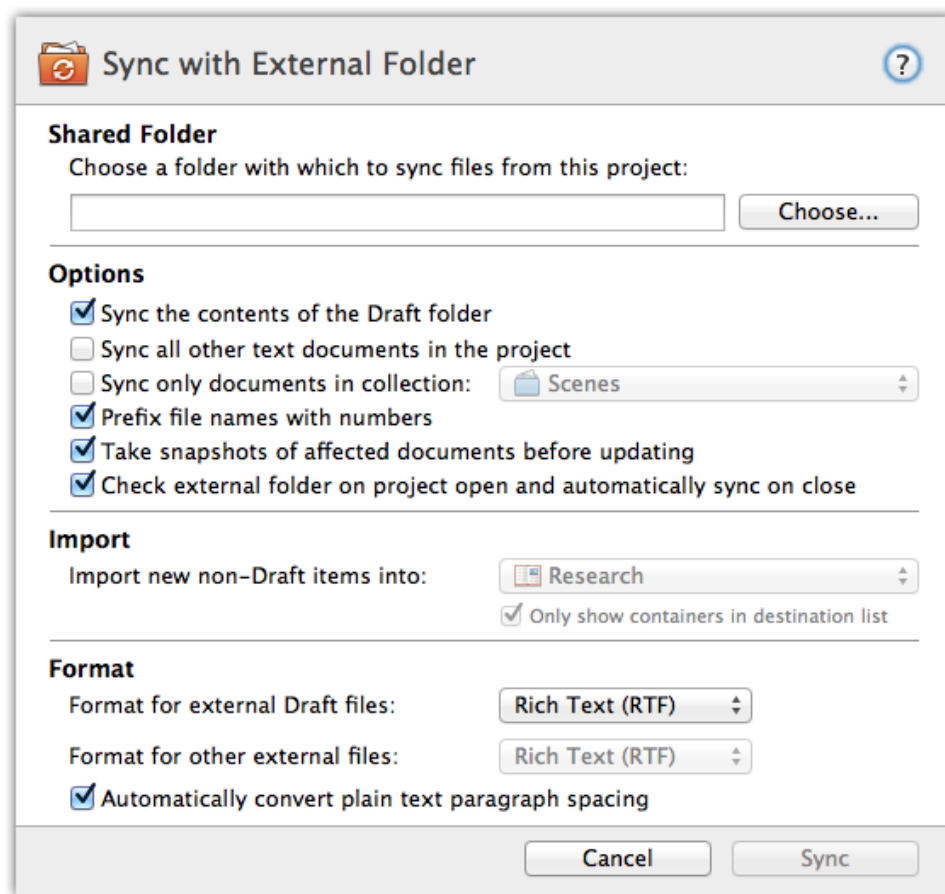 Sync with External Folder
?
Shared Folder
Choose a folder with which to sync files from this project:
Choose...
Options
Sync the contents of the Draft folder
Sync all other text documents in the project
Sync only documents in collection: Scenes
Prefix file names with numbers
Take snapshots of affected documents before updating
Check external folder on project open and automatically sync on close
Import
Import new non-Draft items into: Research
Only show containers in destination list
Format
Format for external Draft files: Rich Text (RTF)
Format for other external files: Rich Text (RTF)
Automatically convert plain text paragraph spacing
Cancel Sync